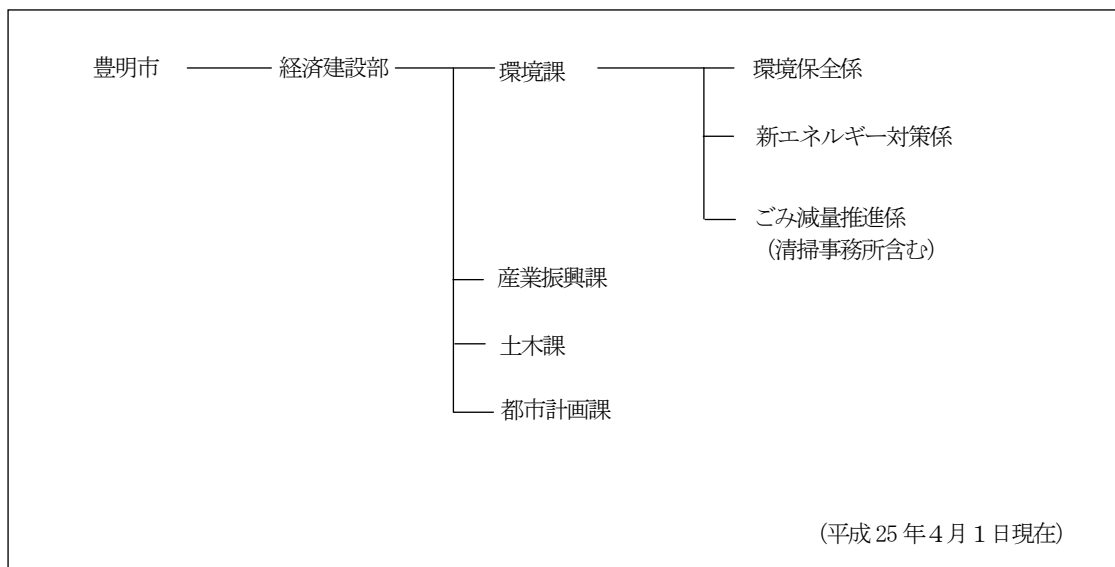 豊明市 経済建設部 環境課 環境保全係
新エネルギー対策係
ごみ減量推進係
(清掃事務所含む)
産業振興課
土木課
都市計画課
(平成25年4月1日現在)